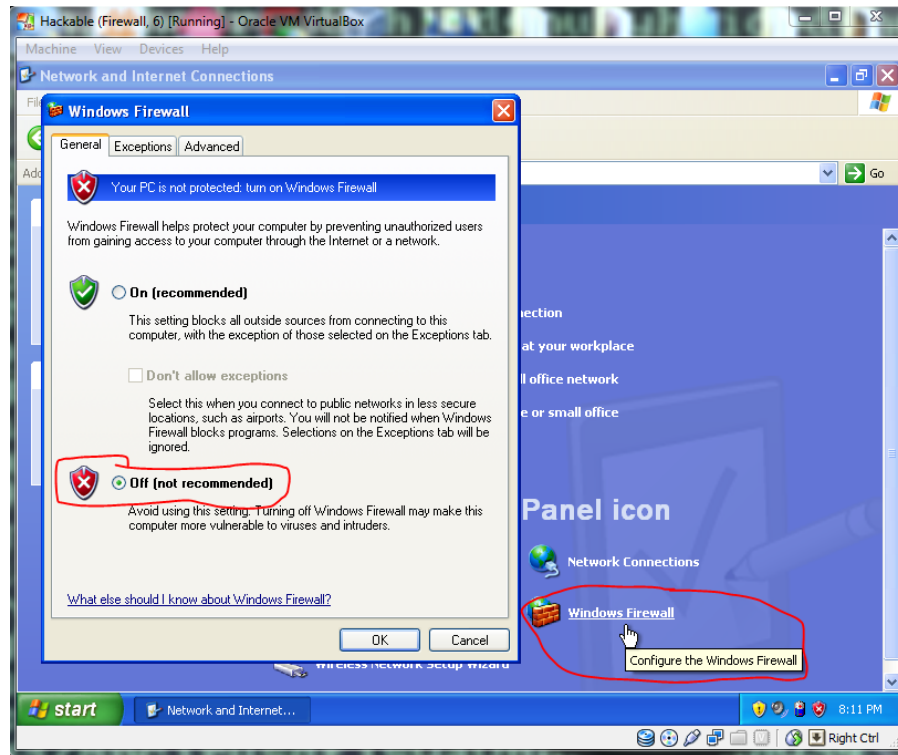 Hackable (Firewall, 6) [Running] - Oracle VM VirtualBox
Machine View Devices Help
Network and Internet Connections
Windows Firewall
General Exceptions Advanced
Go
Your PC is not protected: turn on Windows Firewall
Windows Firewall helps protect your computer by preventing unauthorized users
from gaining access to your computer through the Internet or a network.
On (recommended)
This setting blocks all outside sources from connecting to this
computer, with the exception of those selected on the Exceptions tab.
at your workplace
Don't allow exceptions
office network
Select this when you connect to public networks in less secure
locations, such as airports. You will not be notified when Windows
Firewall blocks programs. Selections on the Exceptions tab will be
ignored.
e or small office
Off (not recommended)
Avoid using this setting. Turning off Windows Firewall may make this
computer more vulnerable to viruses and intruders.
Panel icon
Network Connections
What else should I know about Windows Firewall?
Windows Firewall
OK Cancel
Configure the Windows Firewall
Wireless Network Setup Wizard
start Network and Internet... 8:11 PM
Right Ctrl